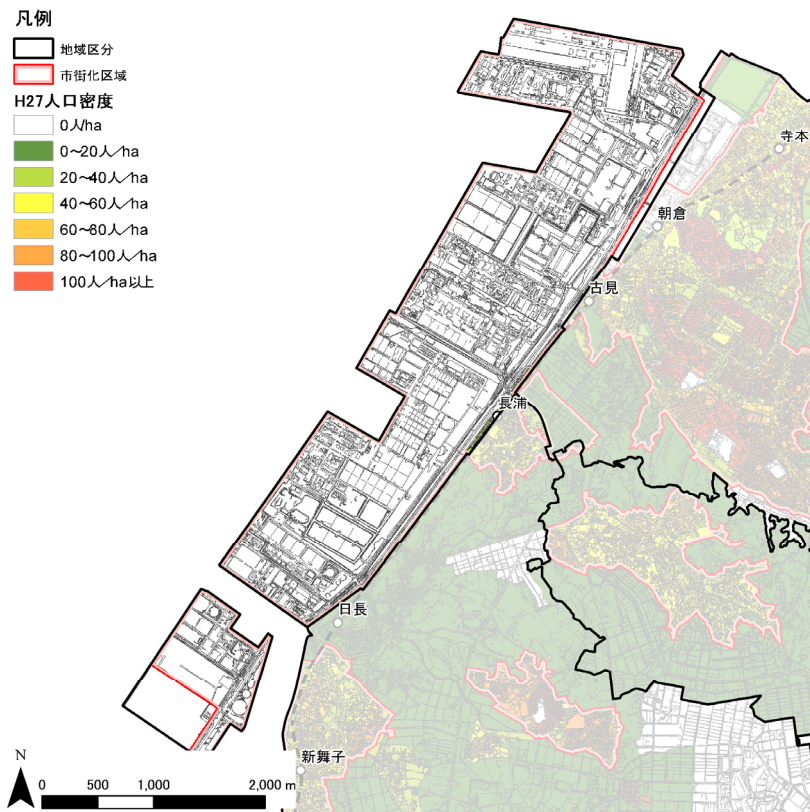 凡例
地域区分
市街化区域
H27人口密度
0人/ha
0～20人／ha
20～40人／ha
40～60人／ha
60～80人／ha
80～100人／ha
100人／ha以上
寺本
朝倉
古見
長浦
日長
新舞子
N
0 500 1,000 2,000 m